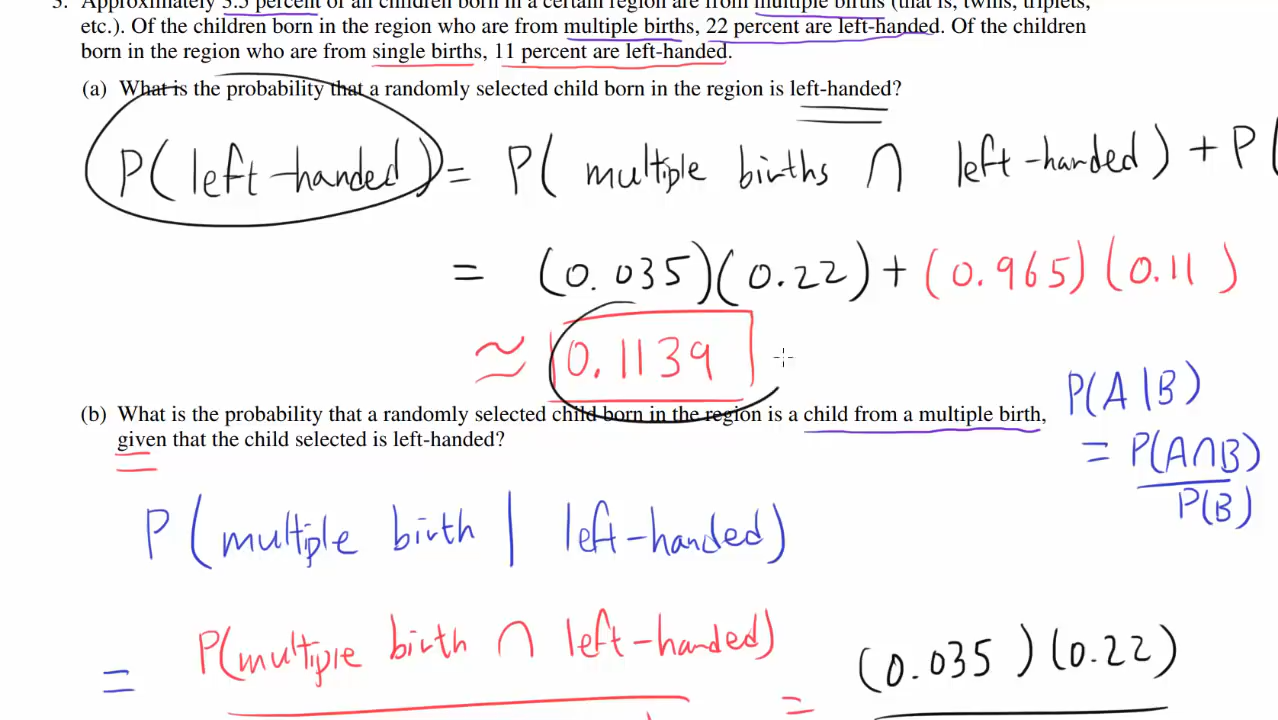 3. Approximately 3.5 percent of all children born in a certain region are from multiple births (that is, twins, triplets,
etc.). Of the children born in the region who are from multiple births, 22 percent are left-handed. Of the children
born in the region who are from single births, 11 percent are left-handed.
(a) What is the probability that a randomly selected child born in the region is left-handed?
P(left-handed) = P( multiple births ∩ left-handed) + P(
= (0.035)(0.22) + (0.965)(0.11)
≈ 0.1139
(b) What is the probability that a randomly selected child born in the region is a child from a multiple birth,
given that the child selected is left-handed?
P(A|B)
= P(A∩B)
P(B)
P(multiple birth | left-handed)
= P(multiple birth ∩ left-handed) = (0.035)(0.22)